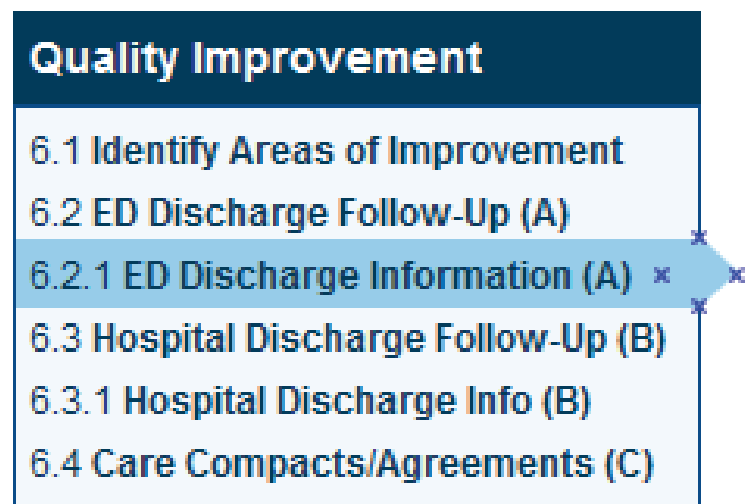 Quality Improvement
6.1 Identify Areas of Improvement
6.2 ED Discharge Follow-Up (A)
6.2.1 ED Discharge Information (A)
6.3 Hospital Discharge Follow-Up (B)
6.3.1 Hospital Discharge Info (B)
6.4 Care Compacts/Agreements (C)